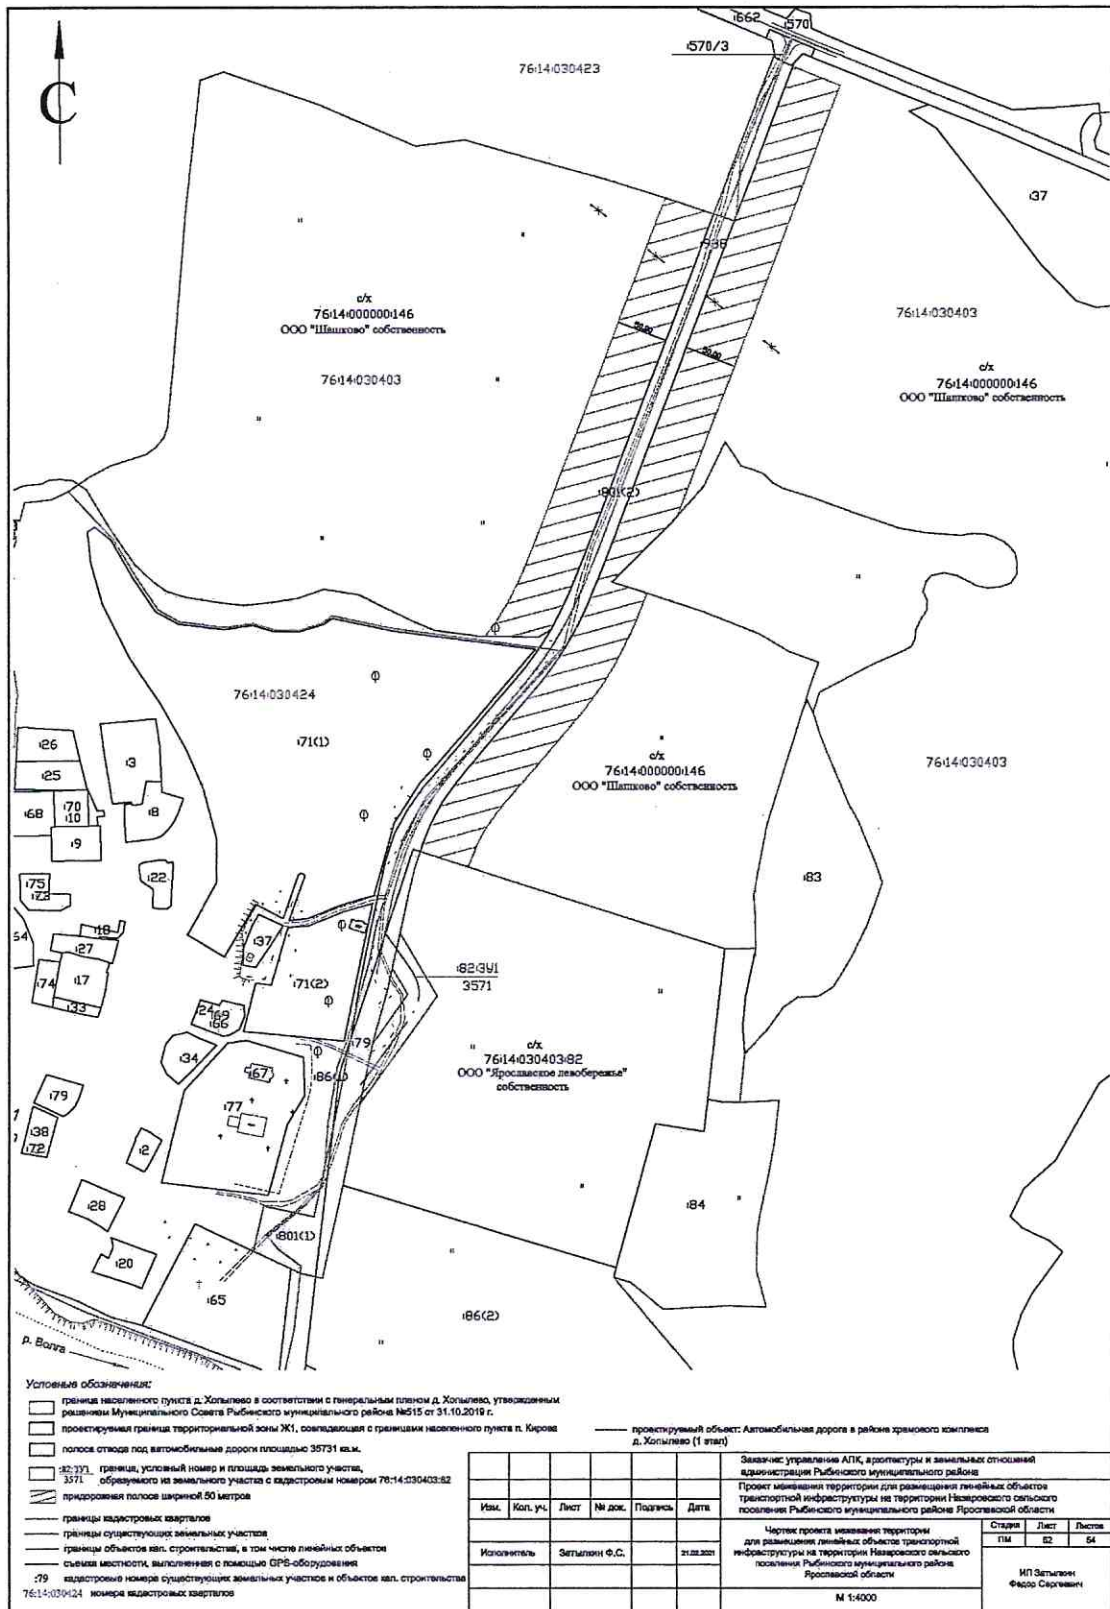 :662
:570
:570/3
76:14:030423
С
:37
:938
с/х
76:14:000000:146
ООО "Шашково" собственность
76:14:030403
50.00
50.00
76:14:030403
с/х
76:14:000000:146
ООО "Шашково" собственность
:801(2)
76:14:030424
:71(1)
с/х
76:14:000000:146
ООО "Шашково" собственность
76:14:030403
:26
:25
:3
:68
:70
:10
:8
:9
:75
:73
:22
:83
:18
:27
:74
:17
:33
:37
:71(2)
:82:ЗУ1
3571
:24
:69
:66
:34
:79
:86(1)
с/х
76:14:030403:82
ООО "Ярославское левобережье"
собственность
:67
:77
:79
:38
:72
:2
:28
:20
:801(1)
:65
:84
:86(2)
р. Волга
Условные обозначения:
граница населенного пункта д. Хопылево в соответствии с генеральным планом д. Хопылево, утвержденным
решением Муниципального Совета Рыбинского муниципального района №515 от 31.10.2019 г.
проектируемая граница территориальной зоны Ж1, совпадающая с границами населенного пункта п. Кирова
полоса отвода под автомобильные дороги площадью 35731 кв.м.
:82:ЗУ1 граница, условный номер и площадь земельного участка,
3571 образуемого из земельного участка с кадастровым номером 76:14:030403:82
придорожная полоса шириной 50 метров
границы кадастровых кварталов
границы существующих земельных участков
границы объектов кап. строительства, в том числе линейных объектов
съемка местности, выполненная с помощью GPS-оборудования
:79 кадастровые номера существующих земельных участков и объектов кап. строительства
76:14:030424 номера кадастровых кварталов
проектируемый объект: Автомобильная дорога в районе храмового комплекса
д. Хопылево (1 этап)
Заказчик: управление АПК, архитектуры и земельных отношений
администрации Рыбинского муниципального района
Проект межевания территории для размещения линейных объектов
транспортной инфраструктуры на территории Назаровского сельского
поселения Рыбинского муниципального района Ярославской области
Изм. Кол. уч. Лист № док. Подпись Дата
Исполнитель Затылкин Ф.С. 21.02.2021
Чертеж проекта межевания территории
для размещения линейных объектов транспортной
инфраструктуры на территории Назаровского сельского
поселения Рыбинского муниципального района
Ярославской области
Стадия Лист Листов
ПМ 52 54
М 1:4000
ИП Затылкин
Федор Сергеевич